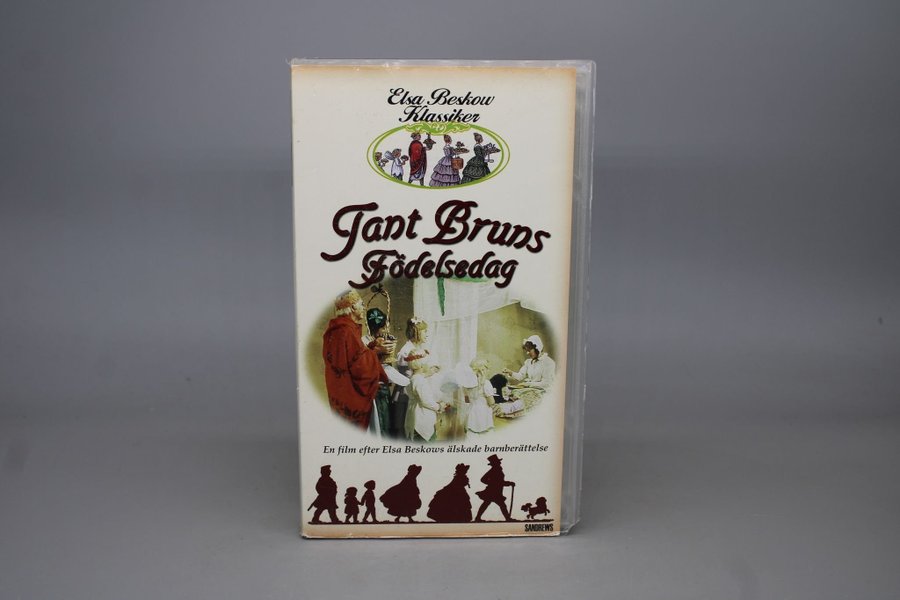 Elsa Beskow
Klassiker
Tant Bruns
Födelsedag
En film efter Elsa Beskows älskade barnberättelse
SANDREWS